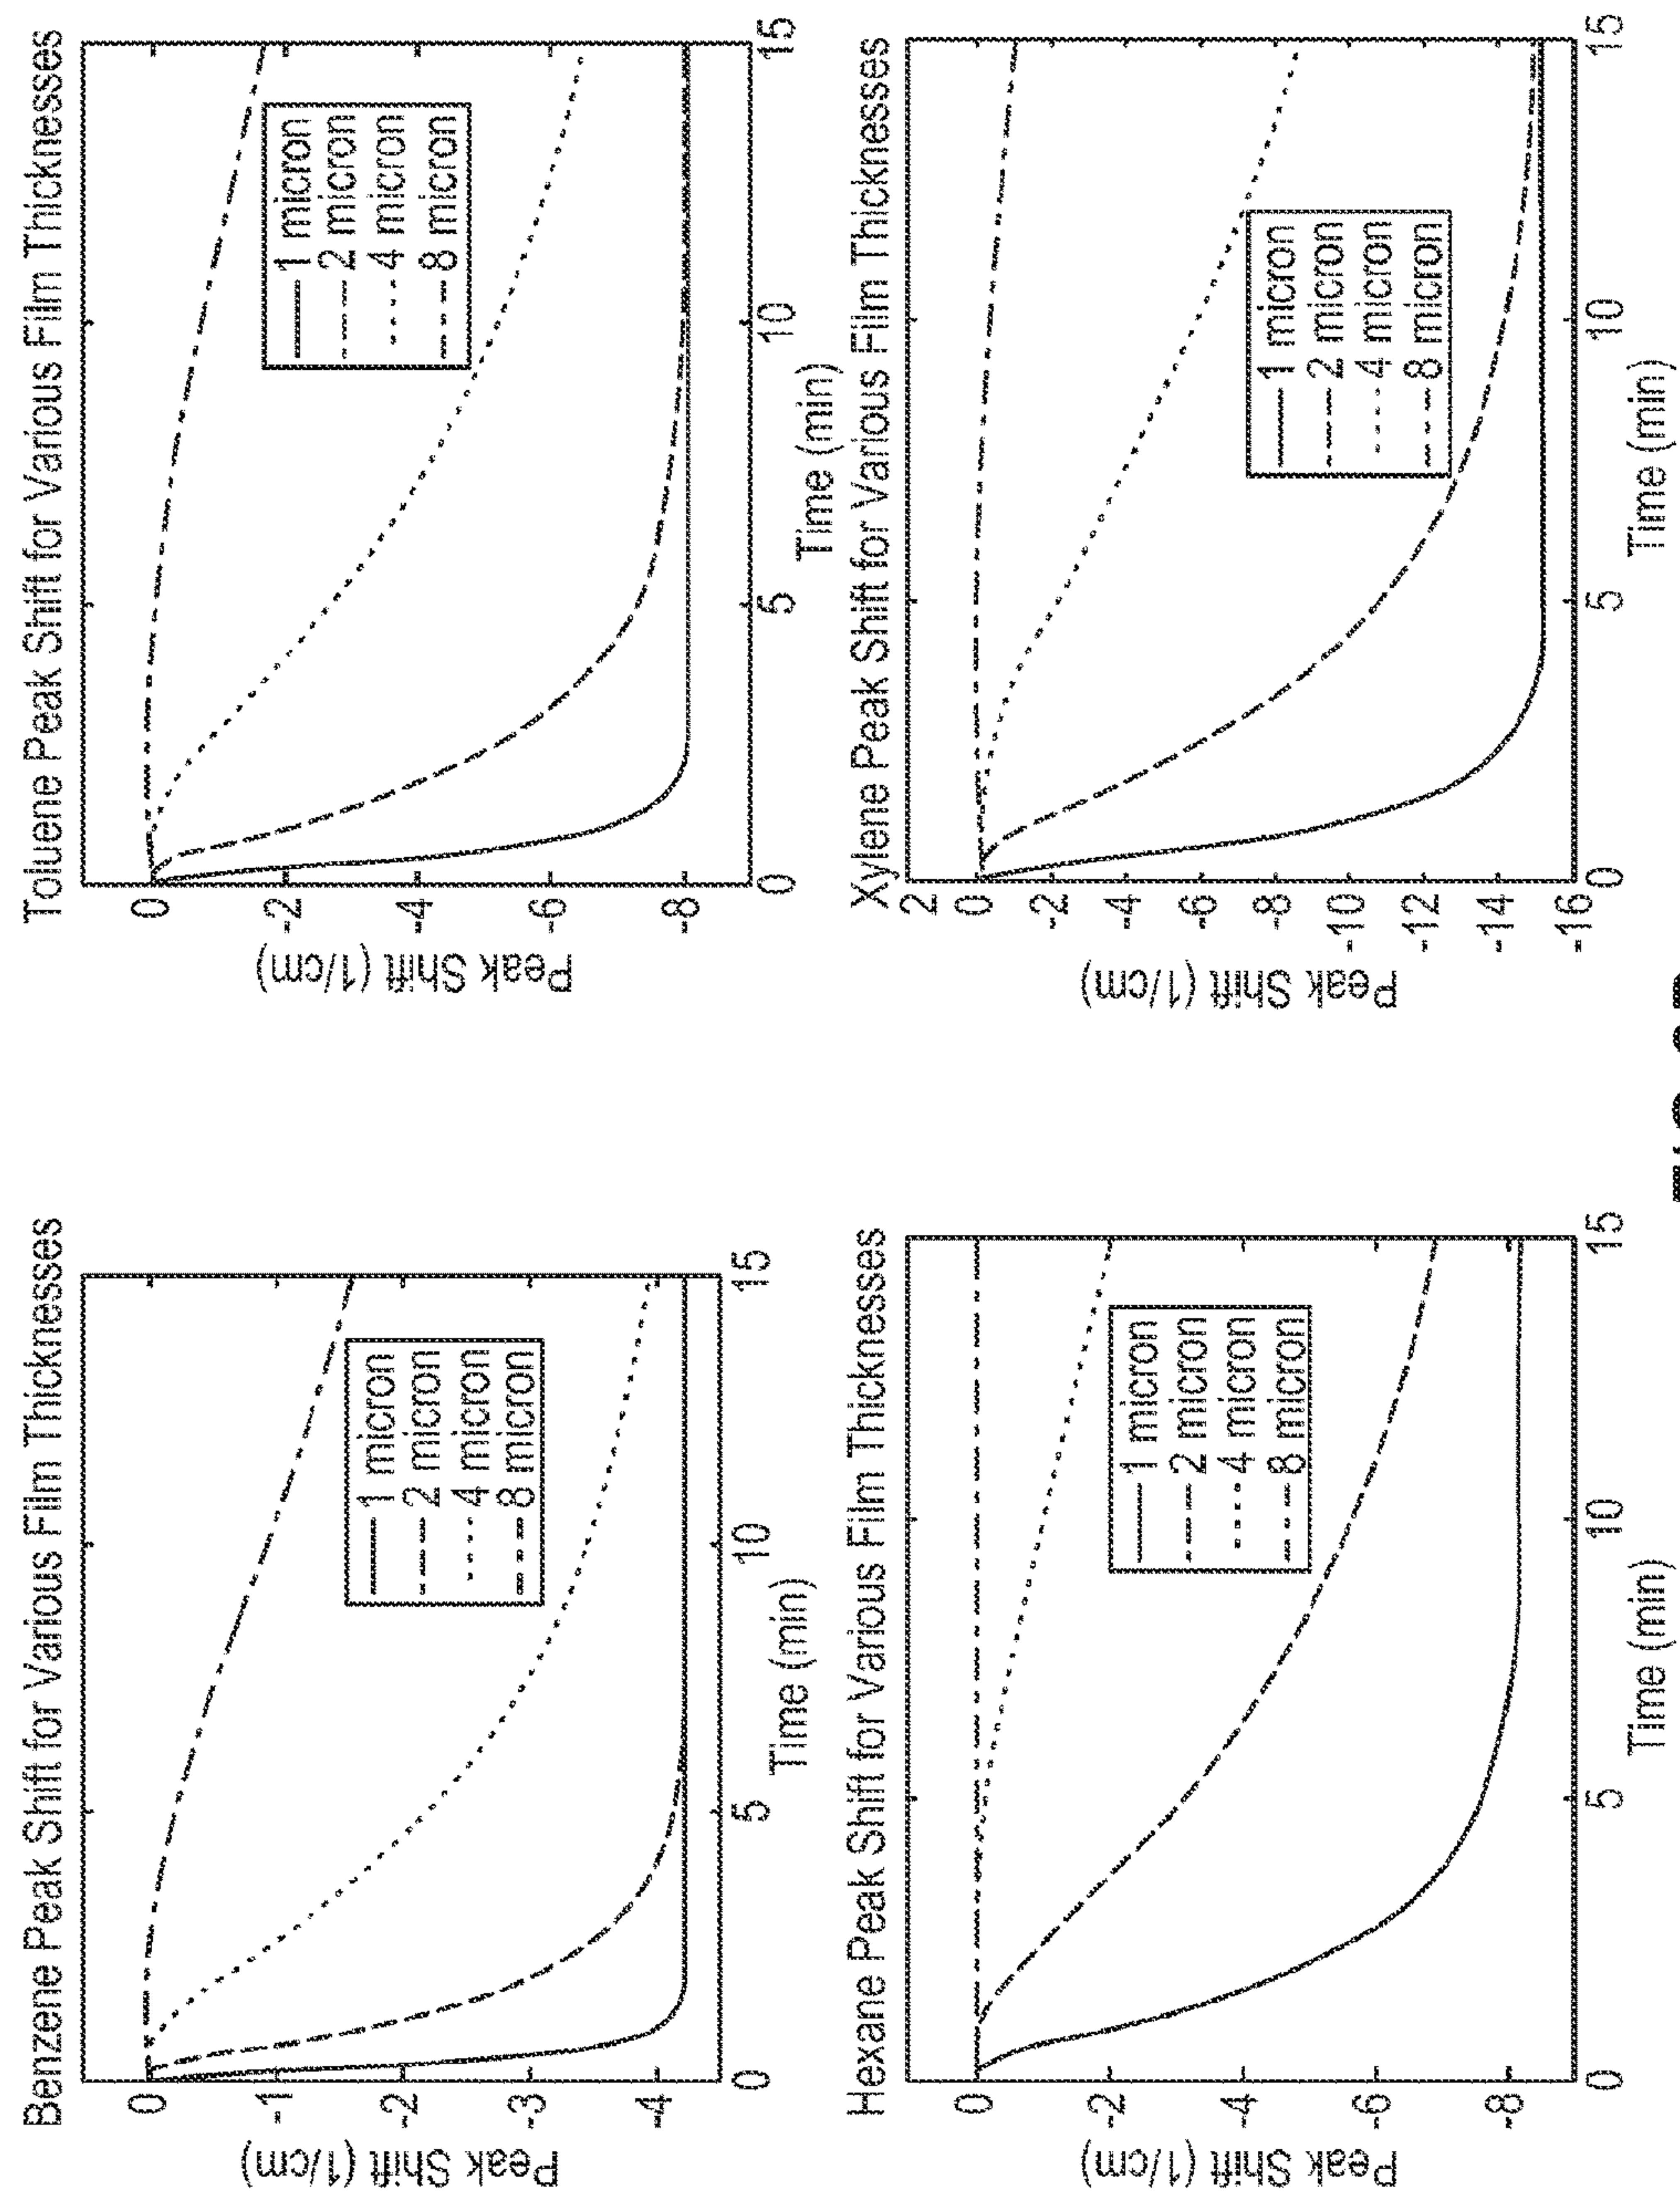 Benzene Peak Shift for Various Film Thicknesses
Peak Shift (1/cm)
0
-1
-2
-3
-4
1 micron
2 micron
4 micron
8 micron
0
5
10
15
Time (min)
Toluene Peak Shift for Various Film Thicknesses
Peak Shift (1/cm)
0
-2
-4
-6
-8
1 micron
2 micron
4 micron
8 micron
0
5
10
15
Time (min)
Hexane Peak Shift for Various Film Thicknesses
Peak Shift (1/cm)
0
-2
-4
-6
-8
1 micron
2 micron
4 micron
8 micron
0
5
10
15
Time (min)
Xylene Peak Shift for Various Film Thicknesses
Peak Shift (1/cm)
2
0
-2
-4
-6
-8
-10
-12
-14
-16
1 micron
2 micron
4 micron
8 micron
0
5
10
15
Time (min)